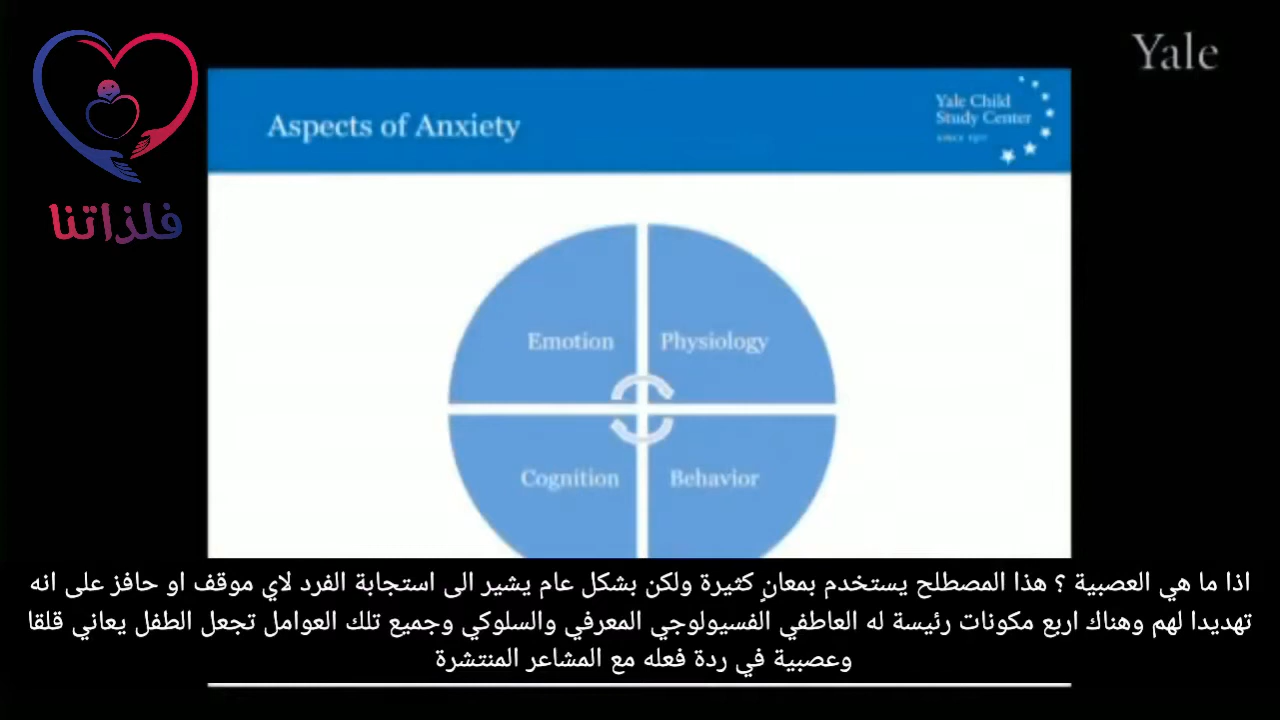 Yale
Yale Child
Study Center
SINCE 1911
Aspects of Anxiety
فلذاتنا
Emotion
Physiology
Cognition
Behavior
اذا ما هي العصبية ؟ هذا المصطلح يستخدم بمعانٍ كثيرة ولكن بشكل عام يشير الى استجابة الفرد لاي موقف او حافز على انه
تهديدا لهم وهناك اربع مكونات رئيسة له العاطفي الفسيولوجي المعرفي والسلوكي وجميع تلك العوامل تجعل الطفل يعاني قلقا
وعصبية في ردة فعله مع المشاعر المنتشرة